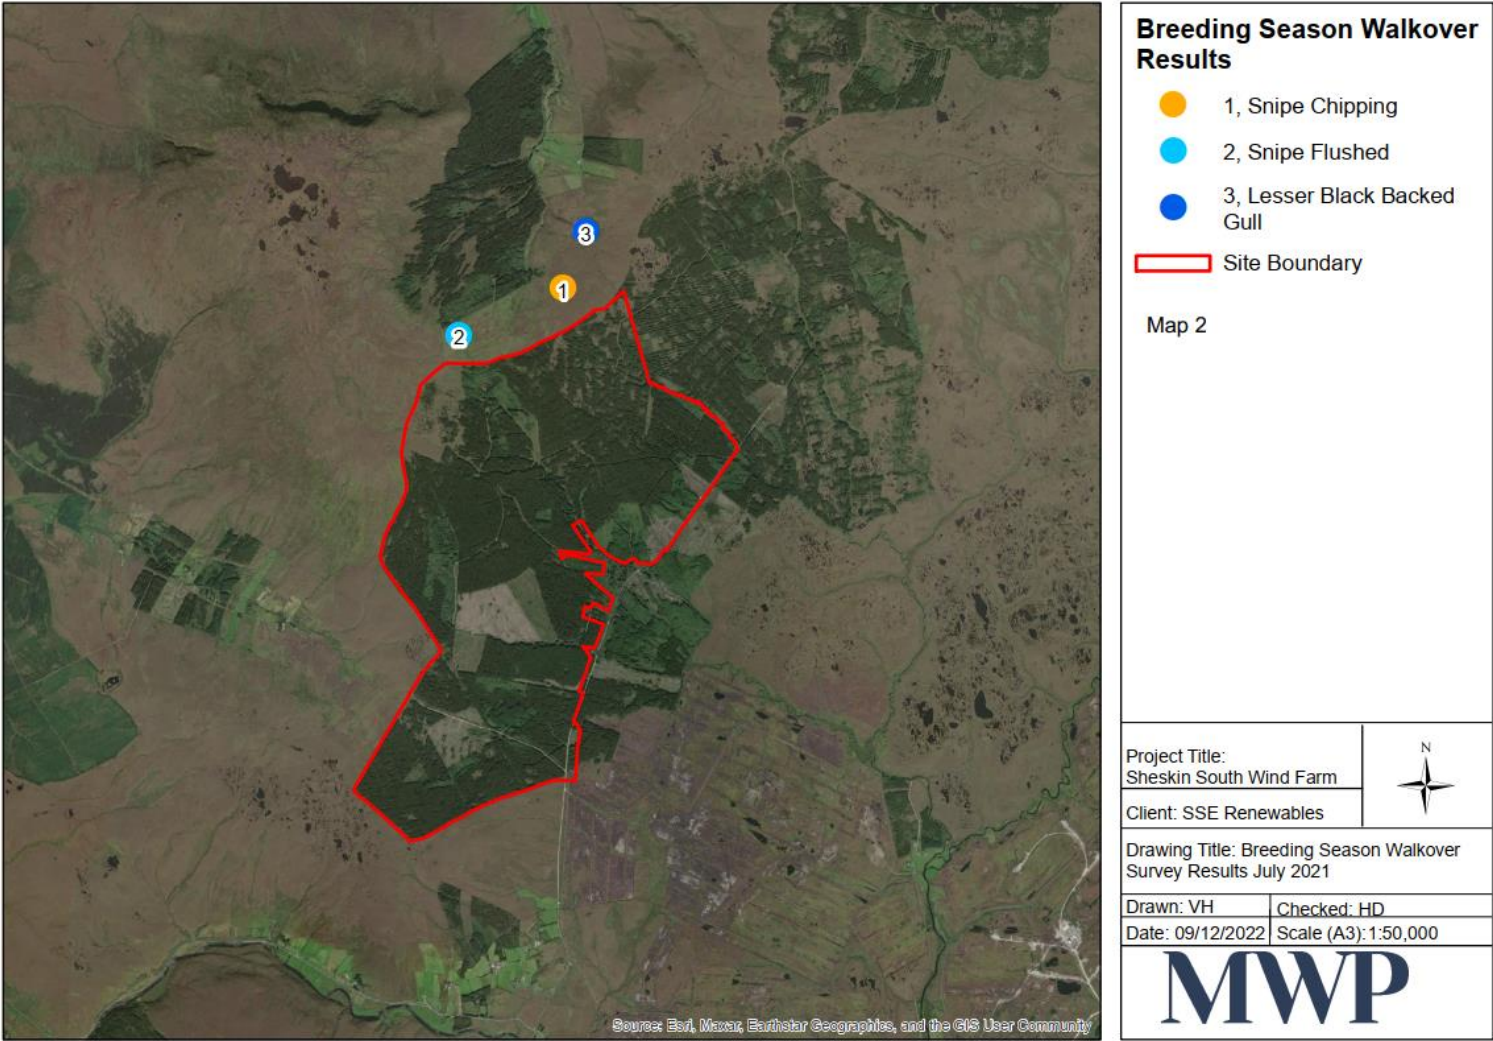 Breeding Season Walkover
Results
1, Snipe Chipping
2, Snipe Flushed
3, Lesser Black Backed
Gull
Site Boundary
Map 2
3
1
2
Project Title:
Sheskin South Wind Farm
N
Client: SSE Renewables
Drawing Title: Breeding Season Walkover
Survey Results July 2021
Drawn: VH
Checked: HD
Date: 09/12/2022
Scale (A3):1:50,000
MWP
Source: Esri, Maxar, Earthstar Geographics, and the GIS User Community